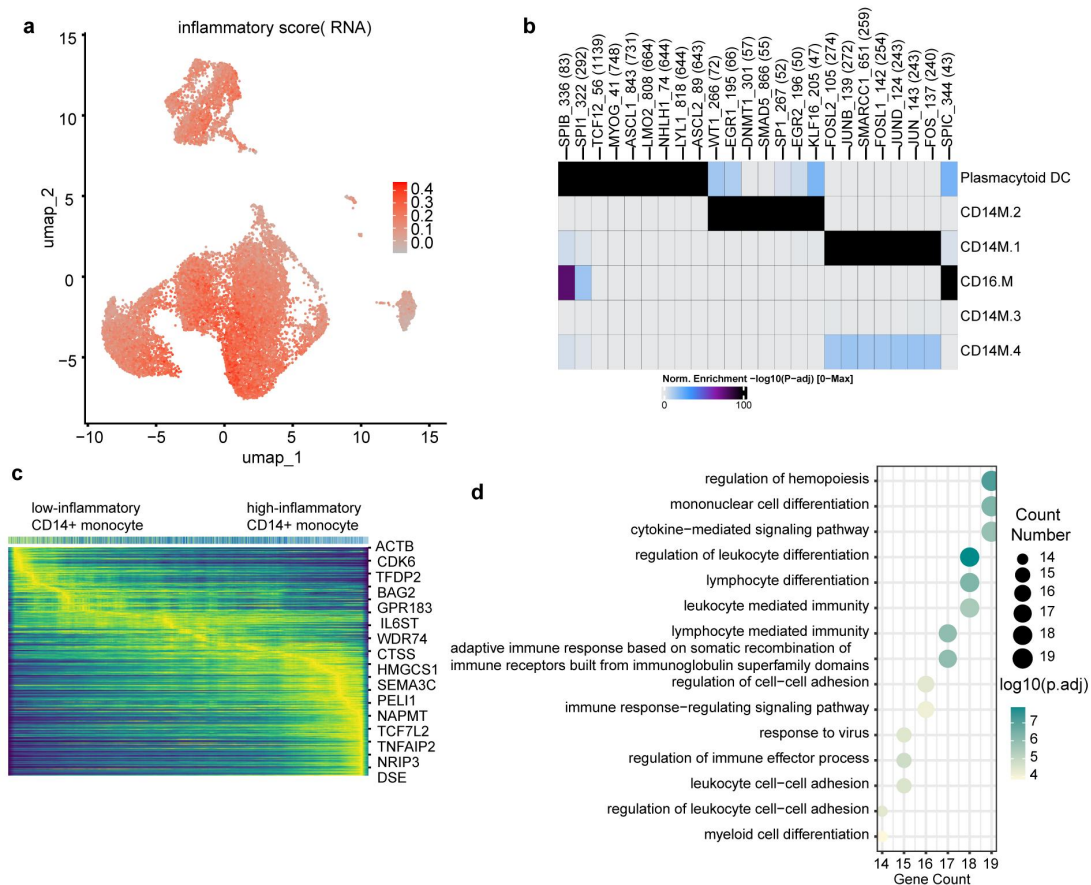 a
inflammatory score( RNA)
15
10
5
0
−5
umap_2
−10
−5
0
5
10
15
umap_1
0.4
0.3
0.2
0.1
0.0
b
SPIB_336 (83)
SPI1_322 (292)
TCF12_56 (1139)
MYOG_41 (748)
ASCL1_843 (731)
LMO2_808 (664)
NHLH1_74 (644)
LYL1_818 (644)
ASCL2_89 (643)
WT1_266 (72)
EGR1_195 (66)
DNMT1_301 (57)
SMAD5_866 (55)
SP1_267 (52)
EGR2_196 (50)
KLF16_205 (47)
FOSL2_105 (274)
JUNB_139 (272)
SMARCC1_651 (259)
FOSL1_142 (254)
JUND_124 (243)
JUN_143 (243)
FOS_137 (240)
SPIC_344 (43)
Plasmacytoid DC
CD14M.2
CD14M.1
CD16.M
CD14M.3
CD14M.4
Norm. Enrichment −log10(P−adj) [0−Max]
0
100
c
low-inflammatory
CD14+ monocyte
high-inflammatory
CD14+ monocyte
ACTB
CDK6
TFDP2
BAG2
GPR183
IL6ST
WDR74
CTSS
HMGCS1
SEMA3C
PELI1
NAPMT
TCF7L2
TNFAIP2
NRIP3
DSE
d
regulation of hemopoiesis
mononuclear cell differentiation
cytokine−mediated signaling pathway
regulation of leukocyte differentiation
lymphocyte differentiation
leukocyte mediated immunity
lymphocyte mediated immunity
adaptive immune response based on somatic recombination of
immune receptors built from immunoglobulin superfamily domains
regulation of cell−cell adhesion
immune response−regulating signaling pathway
response to virus
regulation of immune effector process
leukocyte cell−cell adhesion
regulation of leukocyte cell−cell adhesion
myeloid cell differentiation
14
15
16
17
18
19
Gene Count
Count
Number
14
15
16
17
18
19
log10(p.adj)
7
6
5
4